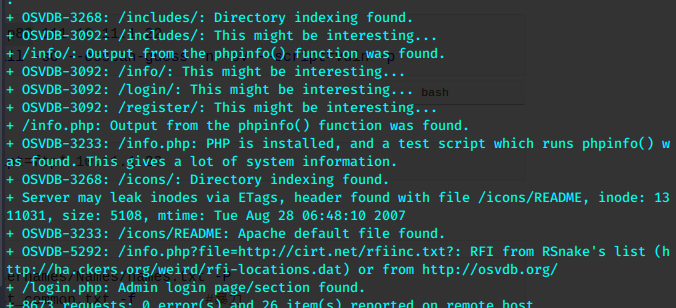 + OSVDB-3268: /includes/: Directory indexing found.
+ OSVDB-3092: /includes/: This might be interesting...
+ /info/: Output from the phpinfo() function was found.
+ OSVDB-3092: /info/: This might be interesting...
+ OSVDB-3092: /login/: This might be interesting...
bash
+ OSVDB-3092: /register/: This might be interesting...
+ /info.php: Output from the phpinfo() function was found.
+ OSVDB-3233: /info.php: PHP is installed, and a test script which runs phpinfo() w
as found. This gives a lot of system information.
+ OSVDB-3268: /icons/: Directory indexing found.
+ Server may leak inodes via ETags, header found with file /icons/README, inode: 13
11031, size: 5108, mtime: Tue Aug 28 06:48:10 2007
+ OSVDB-3233: /icons/README: Apache default file found.
+ OSVDB-5292: /info.php?file=http://cirt.net/rfiinc.txt?: RFI from RSnake's list (h
ttp://ha.ckers.org/weird/rfi-locations.dat) or from http://osvdb.org/
+ /login.php: Admin login page/section found.
+ 8673 requests: 0 error(s) and 26 item(s) reported on remote host